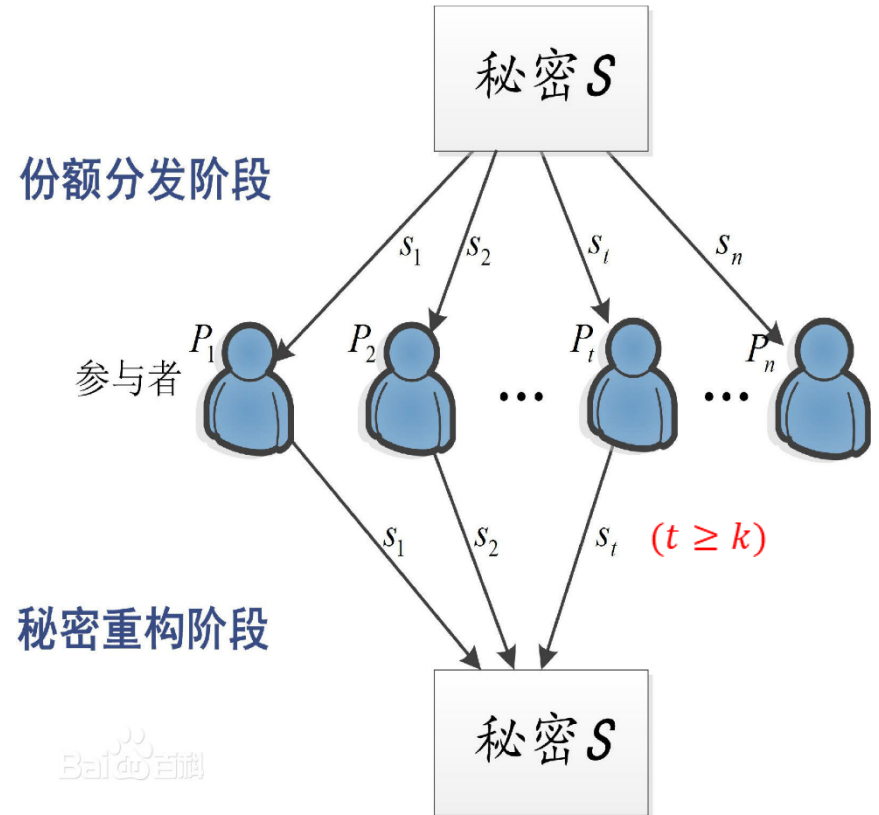 秘密S
份额分发阶段
s₁
s₂
sₜ
sₙ
P₁
P₂
Pₜ
Pₙ
参与者
...
...
s₁
s₂
sₜ
(t ≥ k)
秘密重构阶段
秘密S
Baidu百科